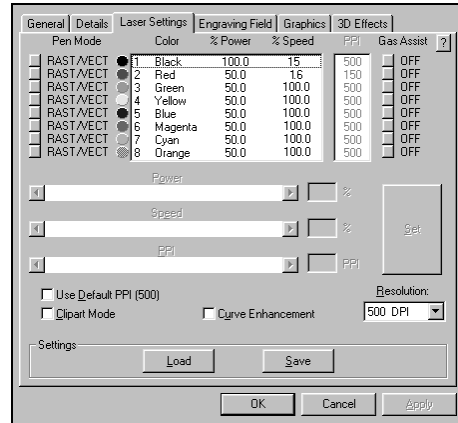 General Details Laser Settings Engraving Field Graphics 3D Effects
Pen Mode Color % Power % Speed PPI Gas Assist ?
RAST/VECT 1 Black 100.0 15 500 OFF
RAST/VECT 2 Red 50.0 1.6 150 OFF
RAST/VECT 3 Green 50.0 100.0 500 OFF
RAST/VECT 4 Yellow 50.0 100.0 500 OFF
RAST/VECT 5 Blue 50.0 100.0 500 OFF
RAST/VECT 6 Magenta 50.0 100.0 500 OFF
RAST/VECT 7 Cyan 50.0 100.0 500 OFF
RAST/VECT 8 Orange 50.0 100.0 500 OFF
Power
%
Speed
%
Set
PPI
PPI
Use Default PPI (500)
Resolution:
Clipart Mode Curve Enhancement 500 DPI
Settings
Load Save
OK Cancel Apply